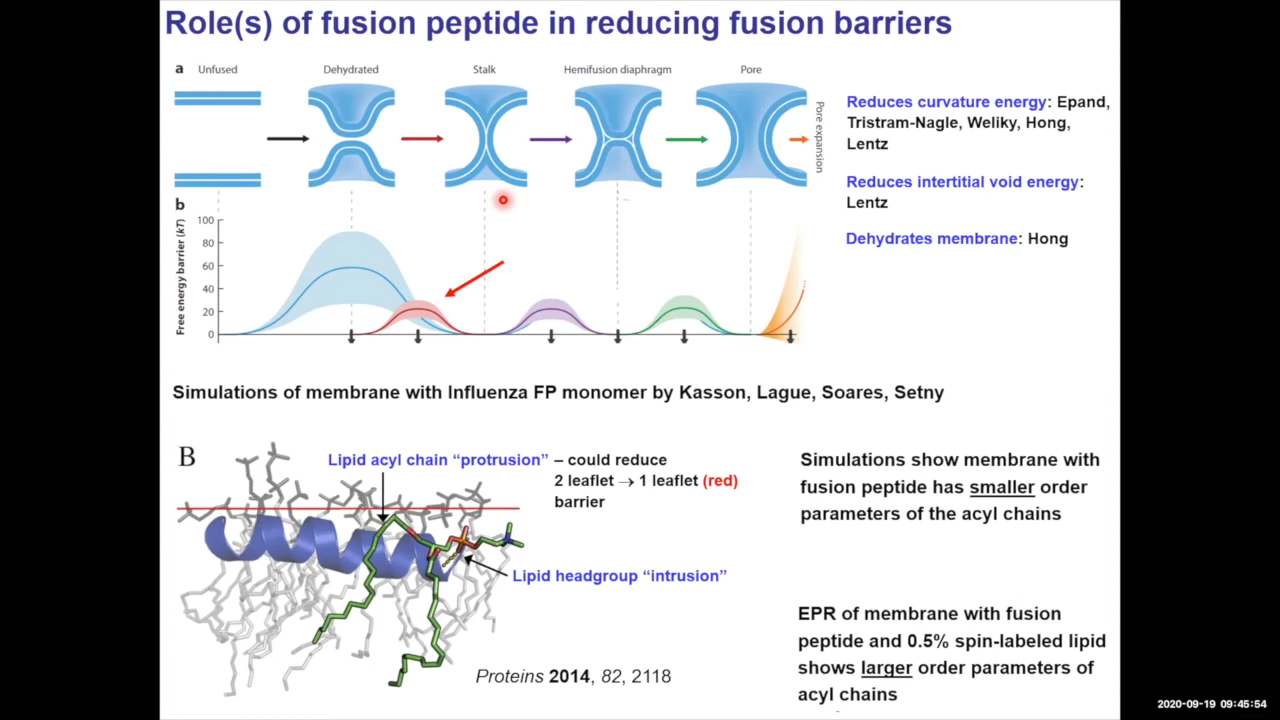 Role(s) of fusion peptide in reducing fusion barriers
a
Unfused
Dehydrated
Stalk
Hemifusion diaphragm
Pore
Pore expansion
Reduces curvature energy: Epand,
Tristram-Nagle, Weliky, Hong,
Lentz
Reduces intertitial void energy:
Lentz
Dehydrates membrane: Hong
b
Free energy barrier (kT)
100
80
60
40
20
0
Simulations of membrane with Influenza FP monomer by Kasson, Lague, Soares, Setny
B
Lipid acyl chain “protrusion” – could reduce
2 leaflet → 1 leaflet (red)
barrier
Lipid headgroup “intrusion”
Proteins 2014, 82, 2118
Simulations show membrane with
fusion peptide has smaller order
parameters of the acyl chains
EPR of membrane with fusion
peptide and 0.5% spin-labeled lipid
shows larger order parameters of
acyl chains
2020-09-19 09:45:54